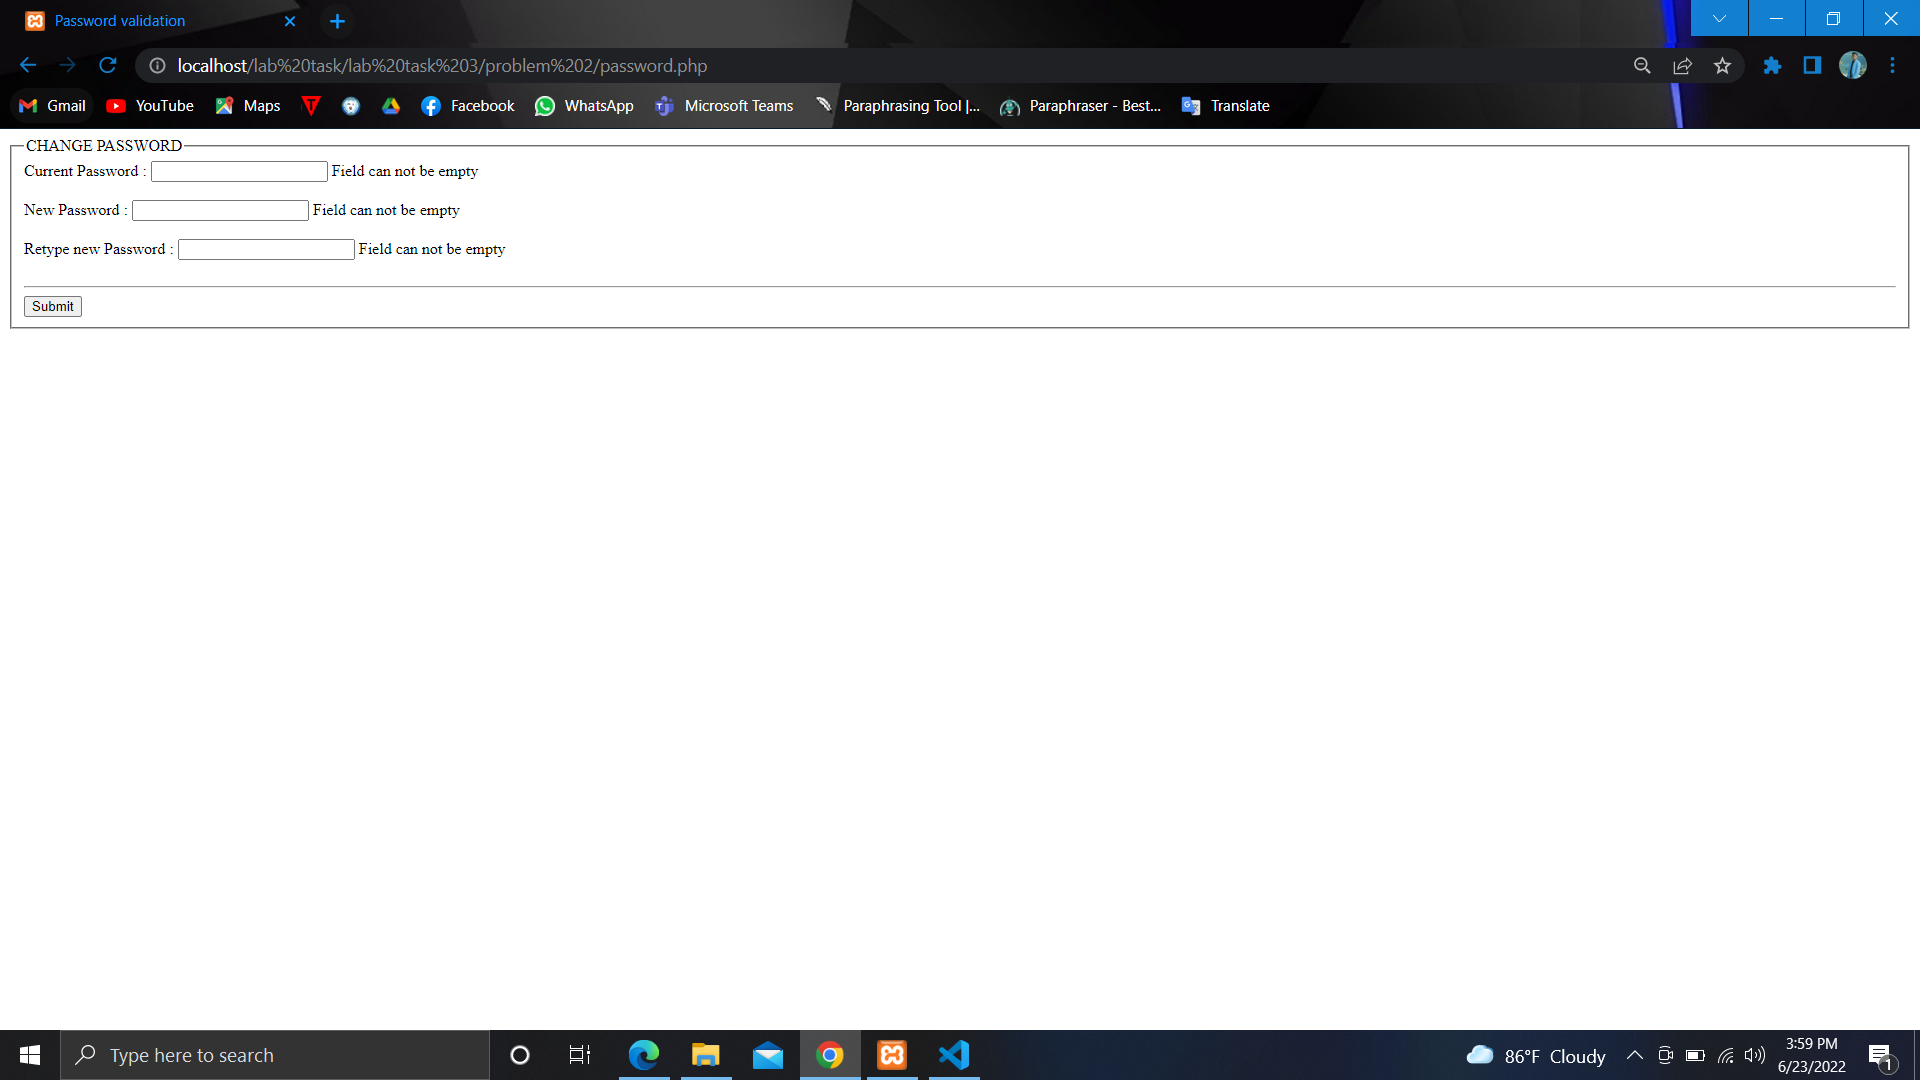 Password validation
localhost/lab%20task/lab%20task%203/problem%202/password.php
Gmail YouTube Maps Facebook WhatsApp Microsoft Teams Paraphrasing Tool |... Paraphraser - Best... Translate
CHANGE PASSWORD
Current Password : Field can not be empty
New Password : Field can not be empty
Retype new Password : Field can not be empty
Submit
Type here to search
86°F Cloudy
3:59 PM
6/23/2022
1